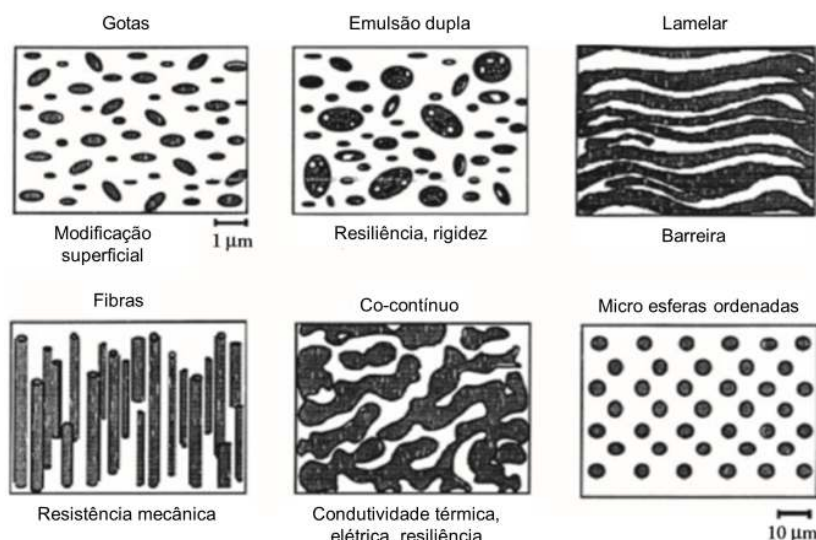 Gotas
Emulsão dupla
Lamelar
Modificação
superficial
1 μm
Resiliência, rigidez
Barreira
Fibras
Co-contínuo
Micro esferas ordenadas
Resistência mecânica
Condutividade térmica,
elétrica, resiliência
10 μm